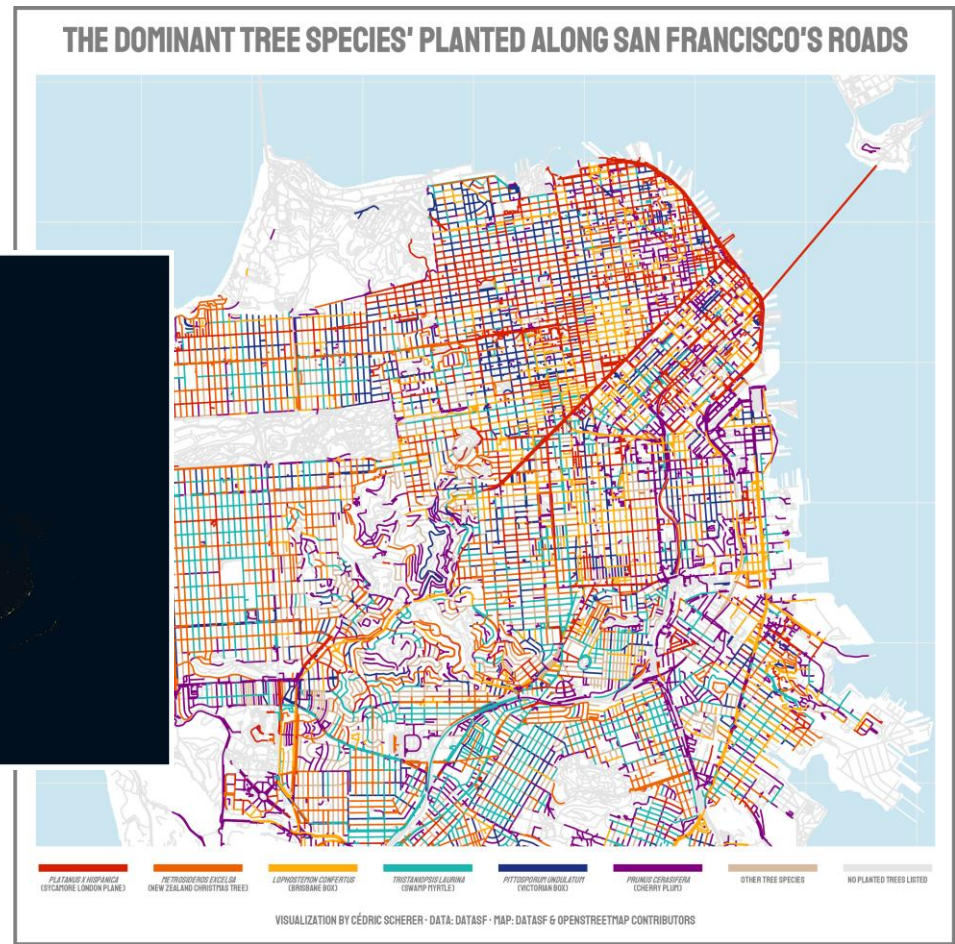 THE DOMINANT TREE SPECIES' PLANTED ALONG SAN FRANCISCO'S ROADS
PLATANUS X HISPANICA
(SYCAMORE LONDON PLANE)
METROSIDEROS EXCELSA
(NEW ZEALAND CHRISTMAS TREE)
LOPHOSTEMON CONFERTUS
(BRISBANE BOX)
TRISTANIOPSIS LAURINA
(SWAMP MYRTLE)
PITTOSPORUM UNDULATUM
(VICTORIAN BOX)
PRUNUS CERASIFERA
(CHERRY PLUM)
OTHER TREE SPECIES
NO PLANTED TREES LISTED
VISUALIZATION BY CÉDRIC SCHERER · DATA: DATASF · MAP: DATASF & OPENSTREETMAP CONTRIBUTORS